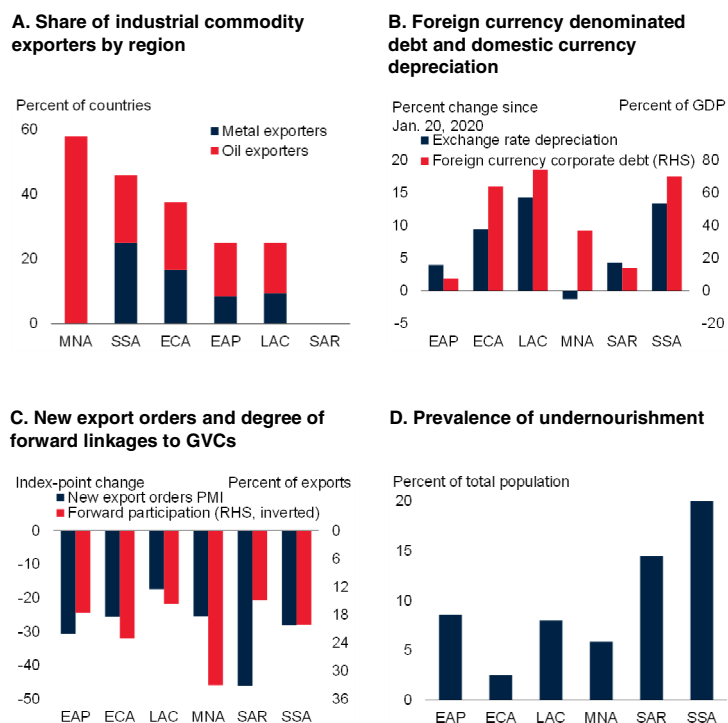 A. Share of industrial commodity
exporters by region
Percent of countries
60
40
20
0
Metal exporters
Oil exporters
MNA SSA ECA EAP LAC SAR
B. Foreign currency denominated
debt and domestic currency
depreciation
Percent change since
Jan. 20, 2020
Percent of GDP
Exchange rate depreciation
Foreign currency corporate debt (RHS)
20
15
10
5
0
-5
80
60
40
20
0
-20
EAP ECA LAC MNA SAR SSA
C. New export orders and degree of
forward linkages to GVCs
Index-point change
Percent of exports
New export orders PMI
Forward participation (RHS, inverted)
0
-10
-20
-30
-40
-50
0
6
12
18
24
30
36
EAP ECA LAC MNA SAR SSA
D. Prevalence of undernourishment
Percent of total population
20
15
10
5
0
EAP ECA LAC MNA SAR SSA